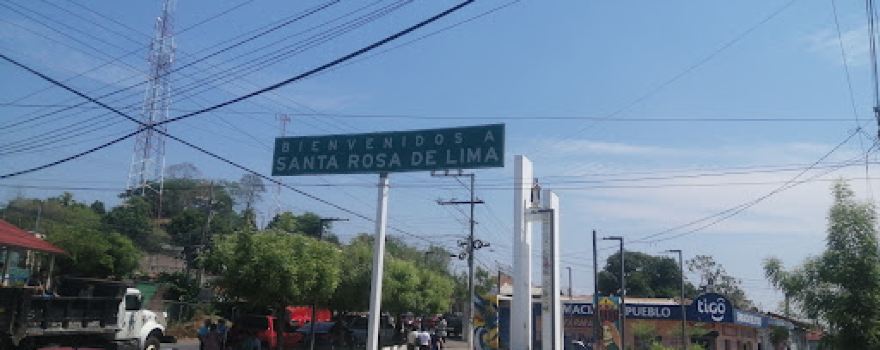 BIENVENIDOS A
SANTA ROSA DE LIMA
PUEBLO
tigo